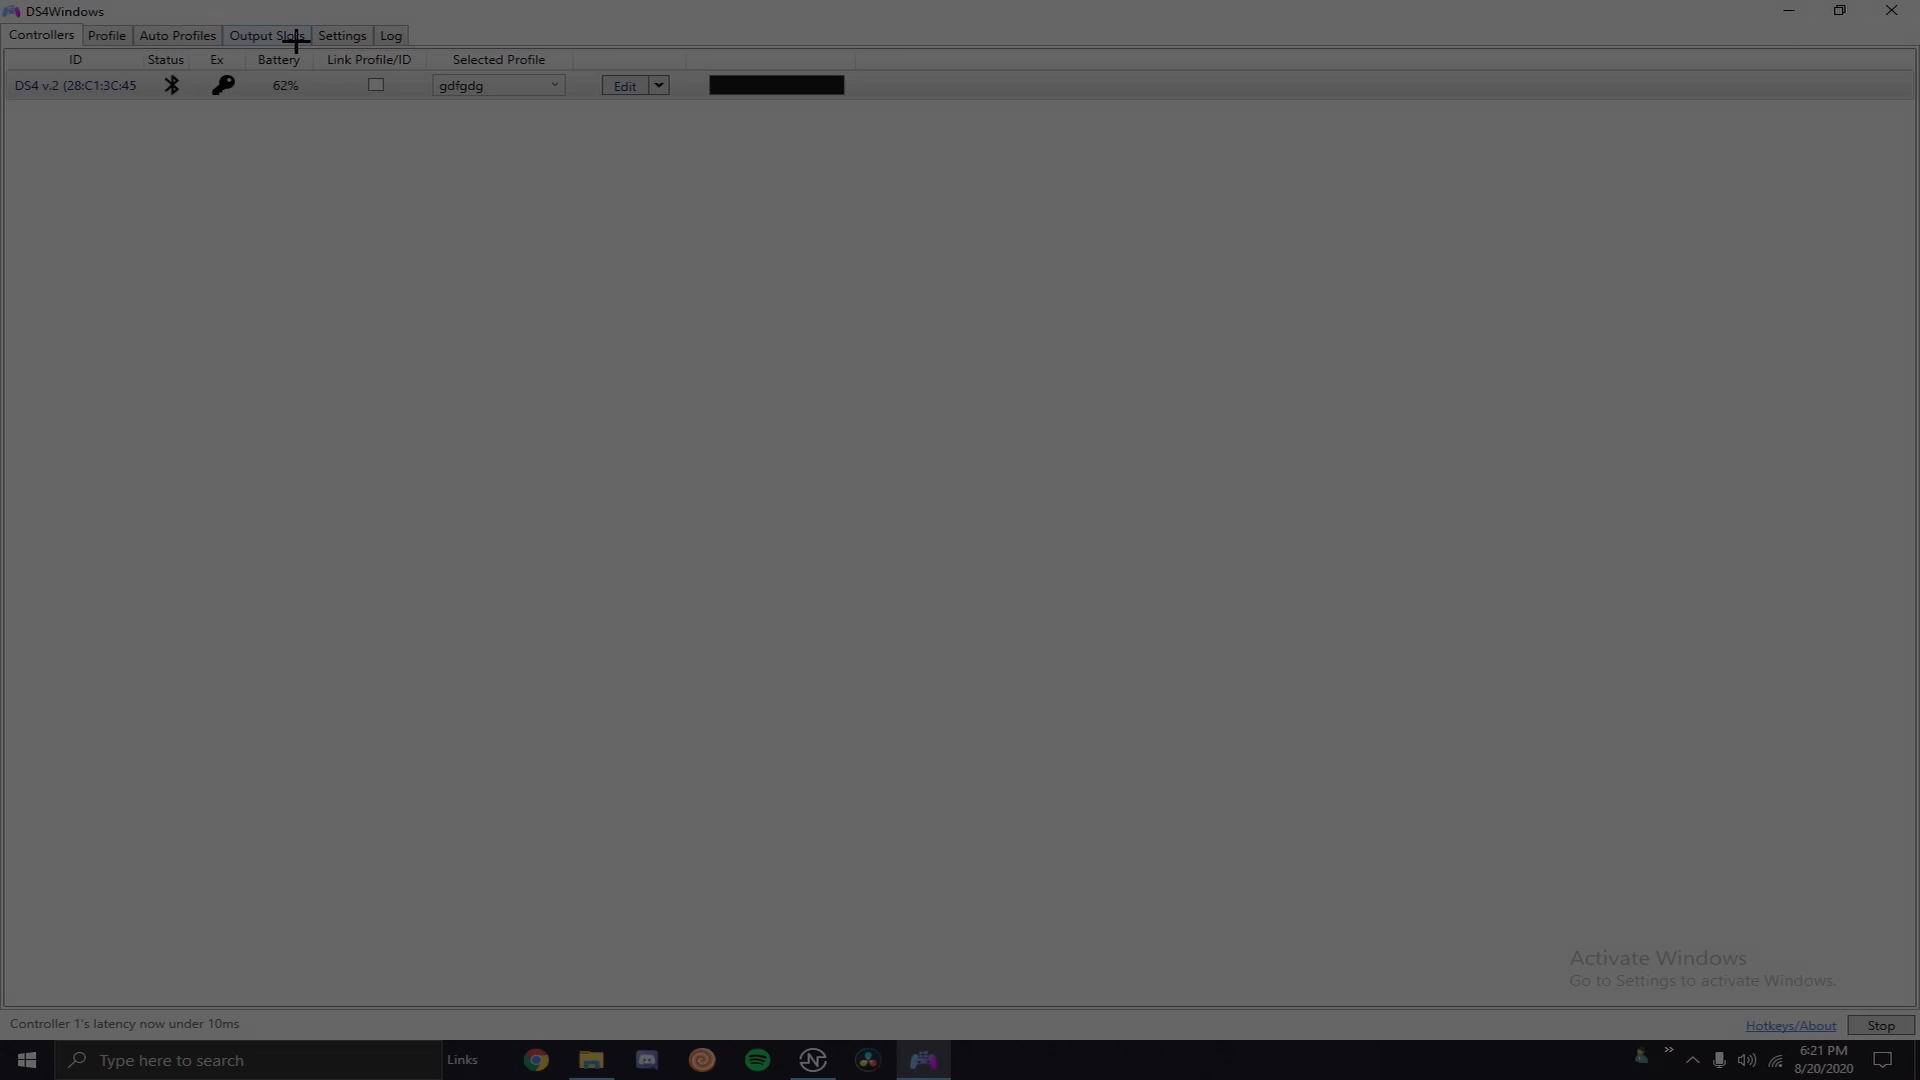 DS4Windows
Controllers Profile Auto Profiles Output Slots Settings Log
ID Status Ex Battery Link Profile/ID Selected Profile
DS4 v.2 (28:C1:3C:45 62% gdfgdg Edit
Activate Windows
Go to Settings to activate Windows.
Controller 1's latency now under 10ms
Hotkeys/About Stop
Type here to search Links
6:21 PM
8/20/2020